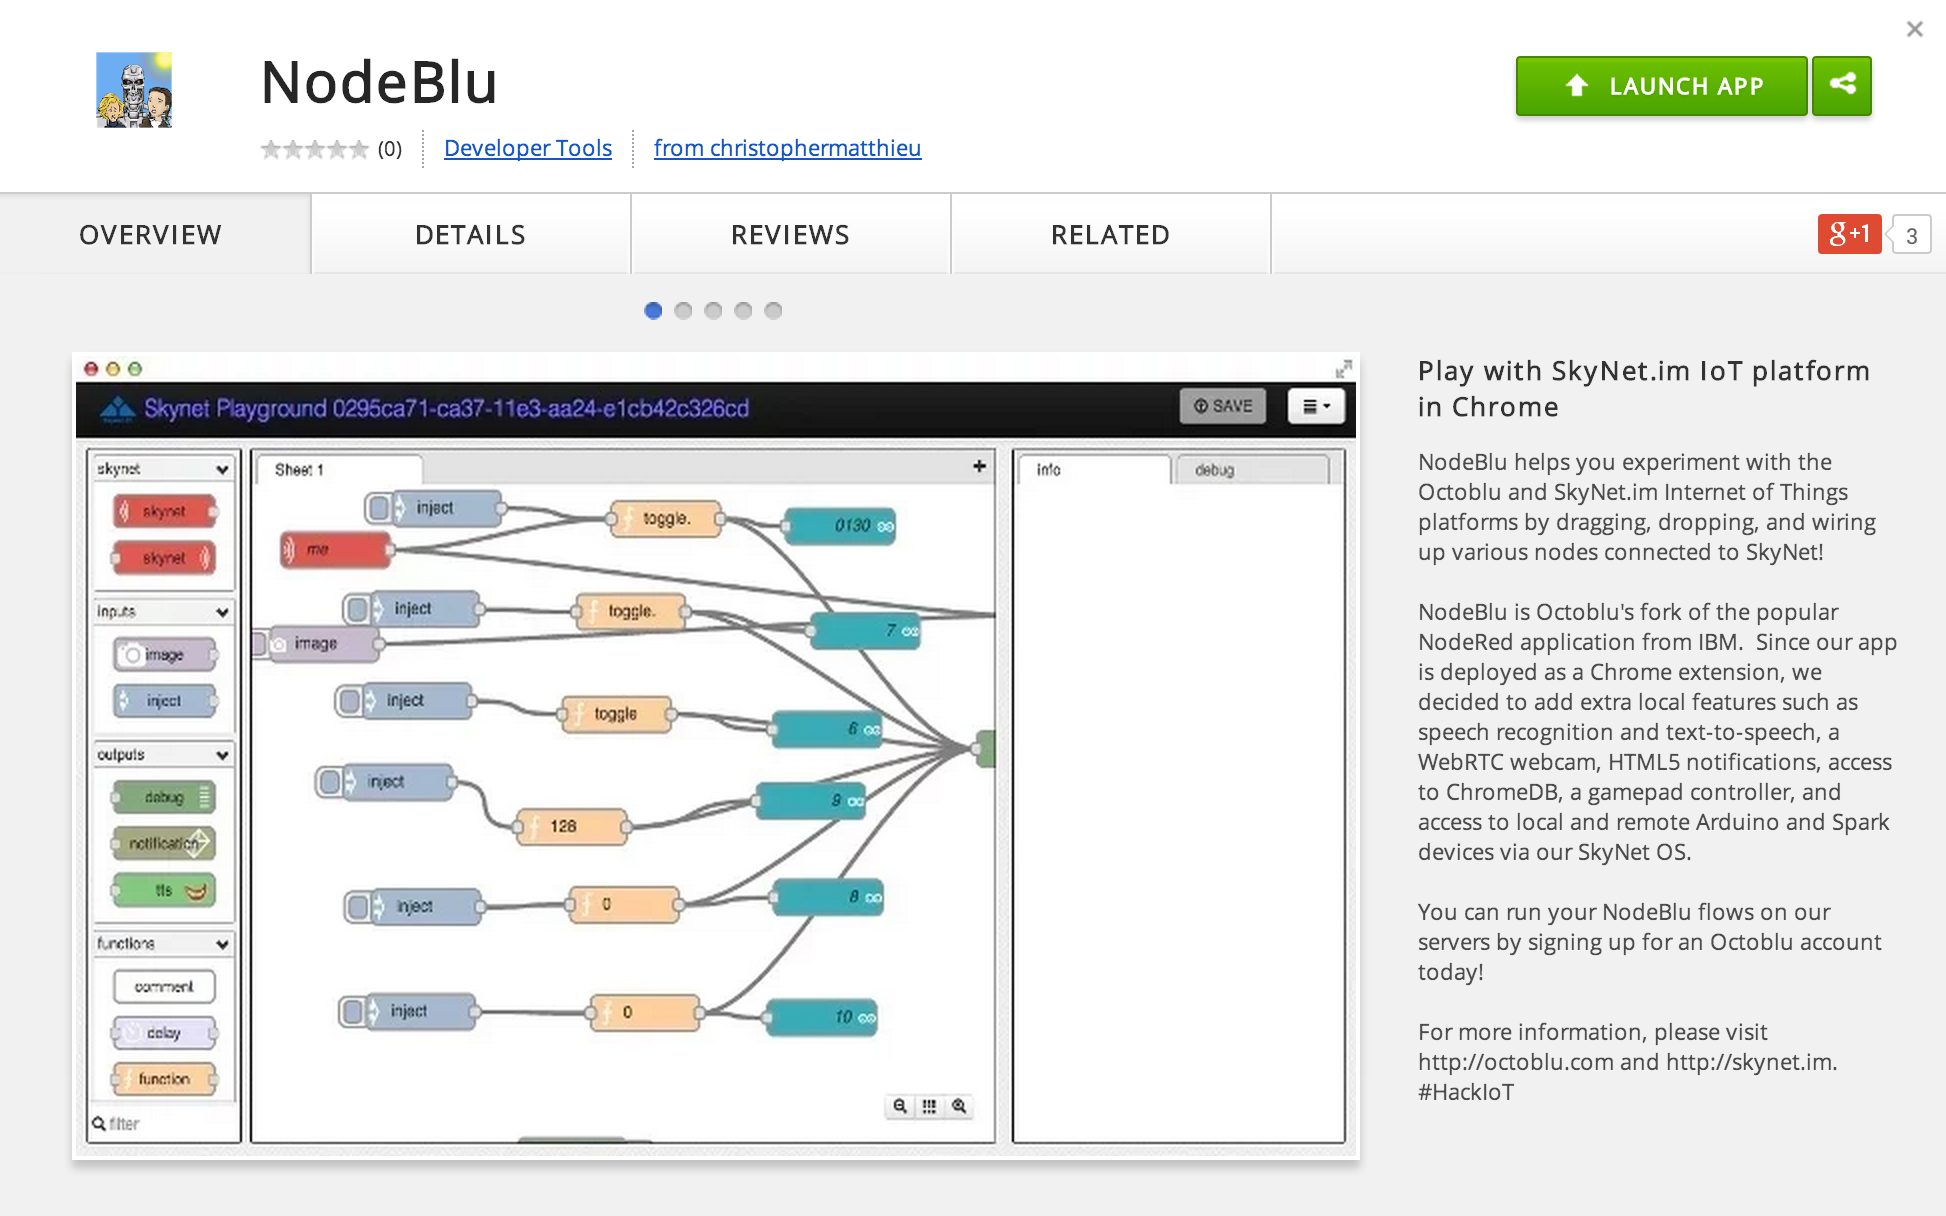 NodeBlu
(0)
Developer Tools
from christophermatthieu
LAUNCH APP
OVERVIEW
DETAILS
REVIEWS
RELATED
g+1
3
Skynet Playground 0295ca71-ca37-11e3-aa24-e1cb42c326cd
SAVE
skynet
skynet
skynet
inputs
image
inject
outputs
debug
notification
tts
functions
comment
delay
function
filter
Sheet 1
+
inject
toggle.
0130
me
inject
toggle.
7
image
inject
toggle
6
inject
128
9
inject
0
8
inject
0
10
info
debug
Play with SkyNet.im IoT platform
in Chrome
NodeBlu helps you experiment with the
Octoblu and SkyNet.im Internet of Things
platforms by dragging, dropping, and wiring
up various nodes connected to SkyNet!
NodeBlu is Octoblu's fork of the popular
NodeRed application from IBM.  Since our app
is deployed as a Chrome extension, we
decided to add extra local features such as
speech recognition and text-to-speech, a
WebRTC webcam, HTML5 notifications, access
to ChromeDB, a gamepad controller, and
access to local and remote Arduino and Spark
devices via our SkyNet OS.
You can run your NodeBlu flows on our
servers by signing up for an Octoblu account
today!
For more information, please visit
http://octoblu.com and http://skynet.im.
#HackIoT